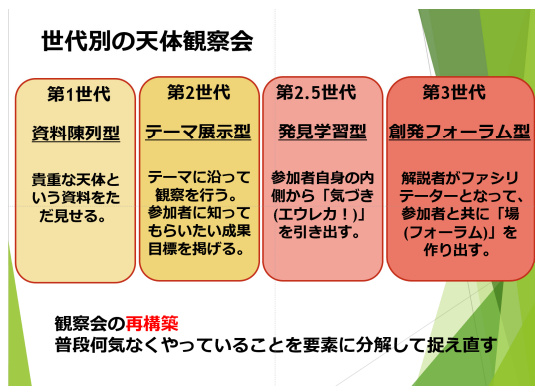 世代別の天体観察会
第1世代
資料陳列型
貴重な天体と
いう資料をた
だ見せる。
第2世代
テーマ展示型
テーマに沿って
観察を行う。
参加者に知って
もらいたい成果
目標を掲げる。
第2.5世代
発見学習型
参加者自身の内
側から「気づき
(エウレカ！)」
を引き出す。
第3世代
創発フォーラム型
解説者がファシリ
テーターとなって、
参加者と共に「場
(フォーラム)」を
作り出す。
観察会の再構築
普段何気なくやっていることを要素に分解して捉え直す